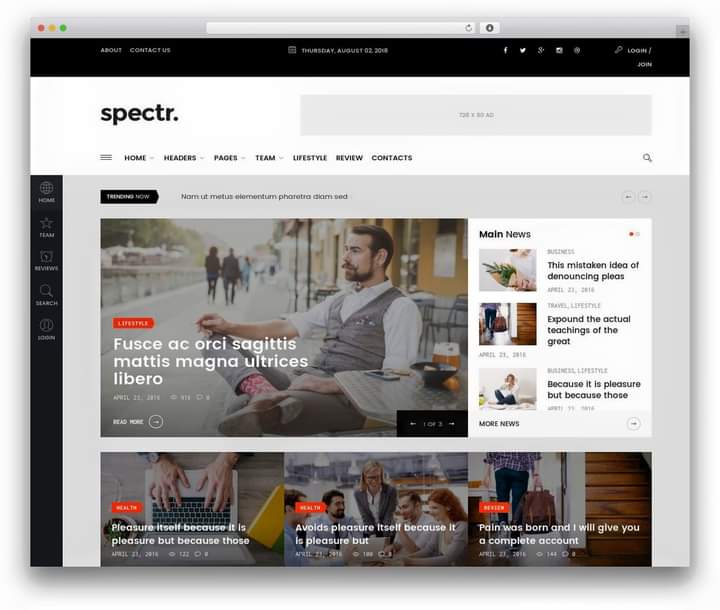 ABOUT CONTACT US
THURSDAY, AUGUST 02, 2018
LOGIN /
JOIN
spectr.
728 X 90 AD
HOME HEADERS PAGES TEAM LIFESTYLE REVIEW CONTACTS
HOME
TEAM
REVIEWS
SEARCH
LOGIN
TRENDING NOW
Nam ut metus elementum pharetra diam sed
LIFESTYLE
Fusce ac orci sagittis
mattis magna ultrices
libero
APRIL 23, 2016 916 0
READ MORE
1 OF 3
Main News
BUSINESS
This mistaken idea of
denouncing pleas
APRIL 23, 2016
TRAVEL, LIFESTYLE
Expound the actual
teachings of the
great
APRIL 23, 2016
BUSINESS, LIFESTYLE
Because it is pleasure
but because those
MORE NEWS
HEALTH
Pleasure itself because it is
pleasure but because those
APRIL 23, 2016 122 0
HEALTH
Avoids pleasure itself because it
is pleasure but
APRIL 23, 2016 100 0
REVIEW
Pain was born and I will give you
a complete account
APRIL 23, 2016 144 0